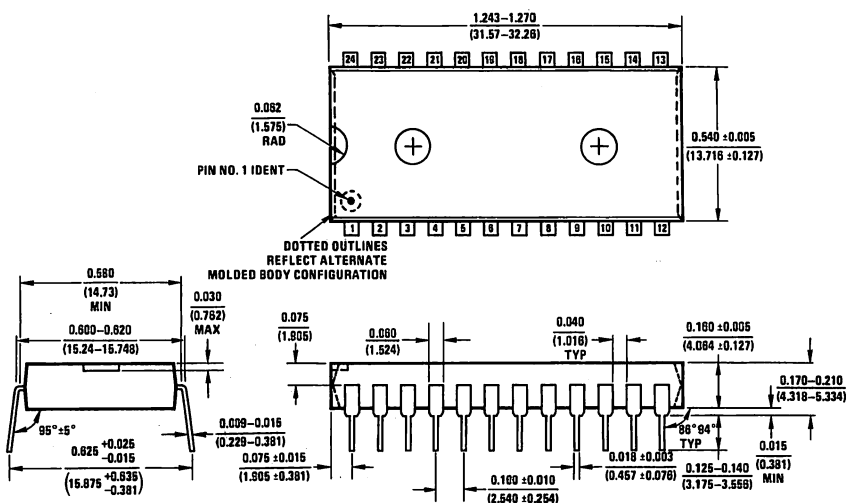 1.243–1.270
(31.57–32.26)
24 23 22 21 20 19 18 17 16 15 14 13
0.062
(1.575)
RAD
0.540 ±0.005
(13.716 ±0.127)
PIN NO. 1 IDENT
1 2 3 4 5 6 7 8 9 10 11 12
DOTTED OUTLINES
REFLECT ALTERNATE
MOLDED BODY CONFIGURATION
0.580
(14.73)
MIN
0.030
(0.762)
MAX
0.600–0.620
(15.24–15.748)
95°±5°
0.009–0.015
(0.229–0.381)
0.625 +0.025 -0.015
(15.875 +0.635 -0.381)
0.075
(1.905)
0.060
(1.524)
0.040
(1.016)
TYP
0.160 ±0.005
(4.064 ±0.127)
0.170–0.210
(4.318–5.334)
86°94°
TYP
0.015
(0.381)
MIN
0.075 ±0.015
(1.905 ±0.381)
0.160 ±0.010
(2.540 ±0.254)
0.018 ±0.003
(0.457 ±0.076)
0.125–0.140
(3.175–3.556)